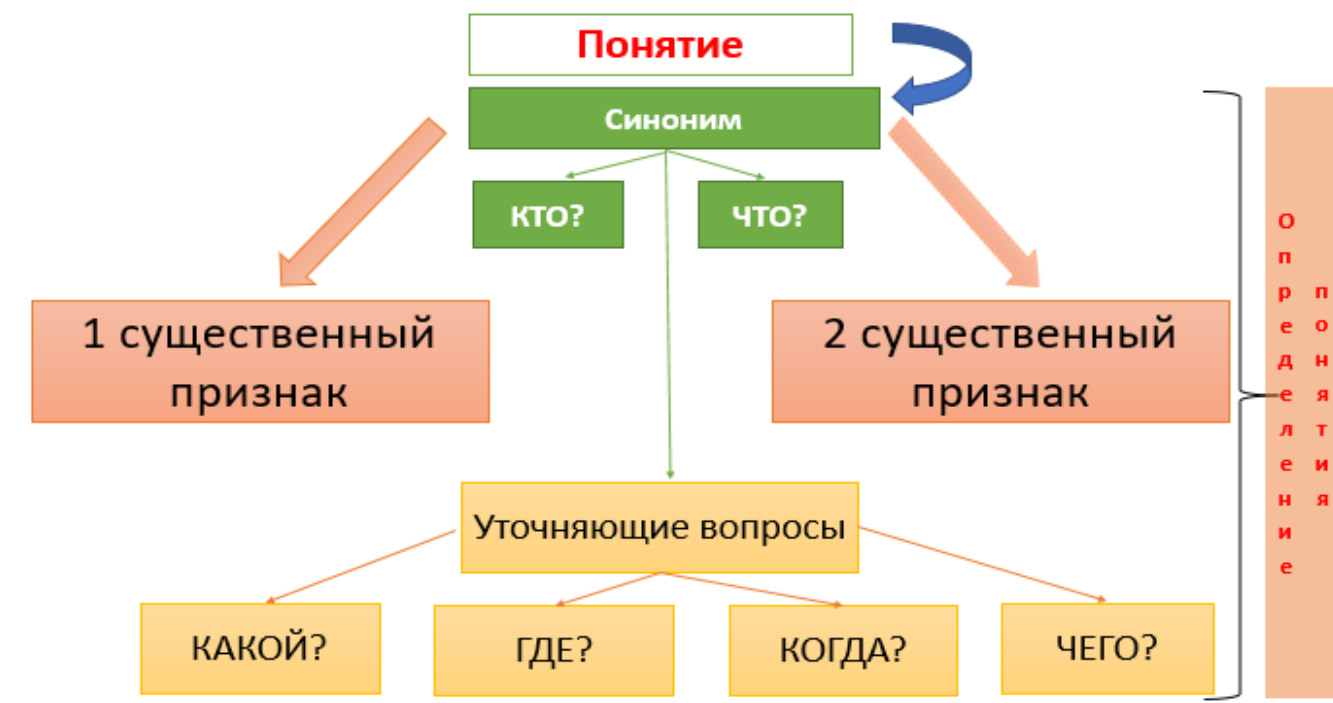 Понятие
Синоним
КТО?
ЧТО?
1 существенный
признак
2 существенный
признак
Уточняющие вопросы
КАКОЙ?
ГДЕ?
КОГДА?
ЧЕГО?
Определение
понятия